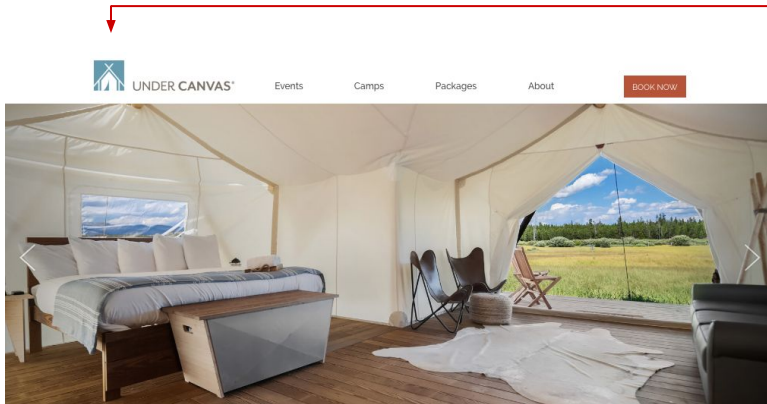 UNDER CANVAS®
Events
Camps
Packages
About
BOOK NOW